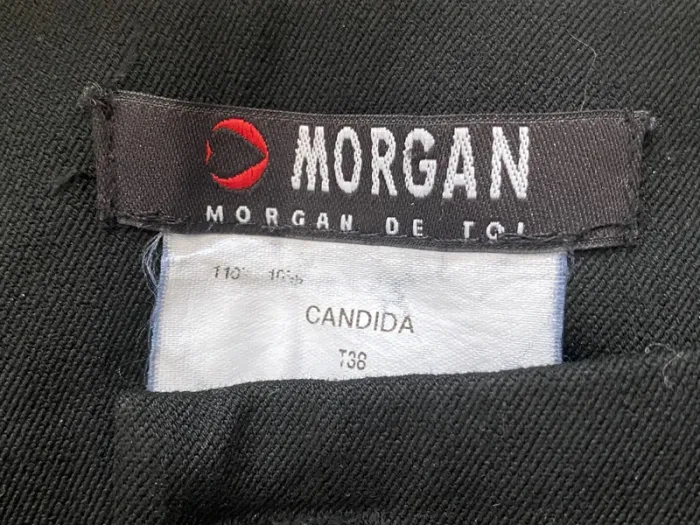 MORGAN
MORGAN DE TOI
CANDIDA
T38